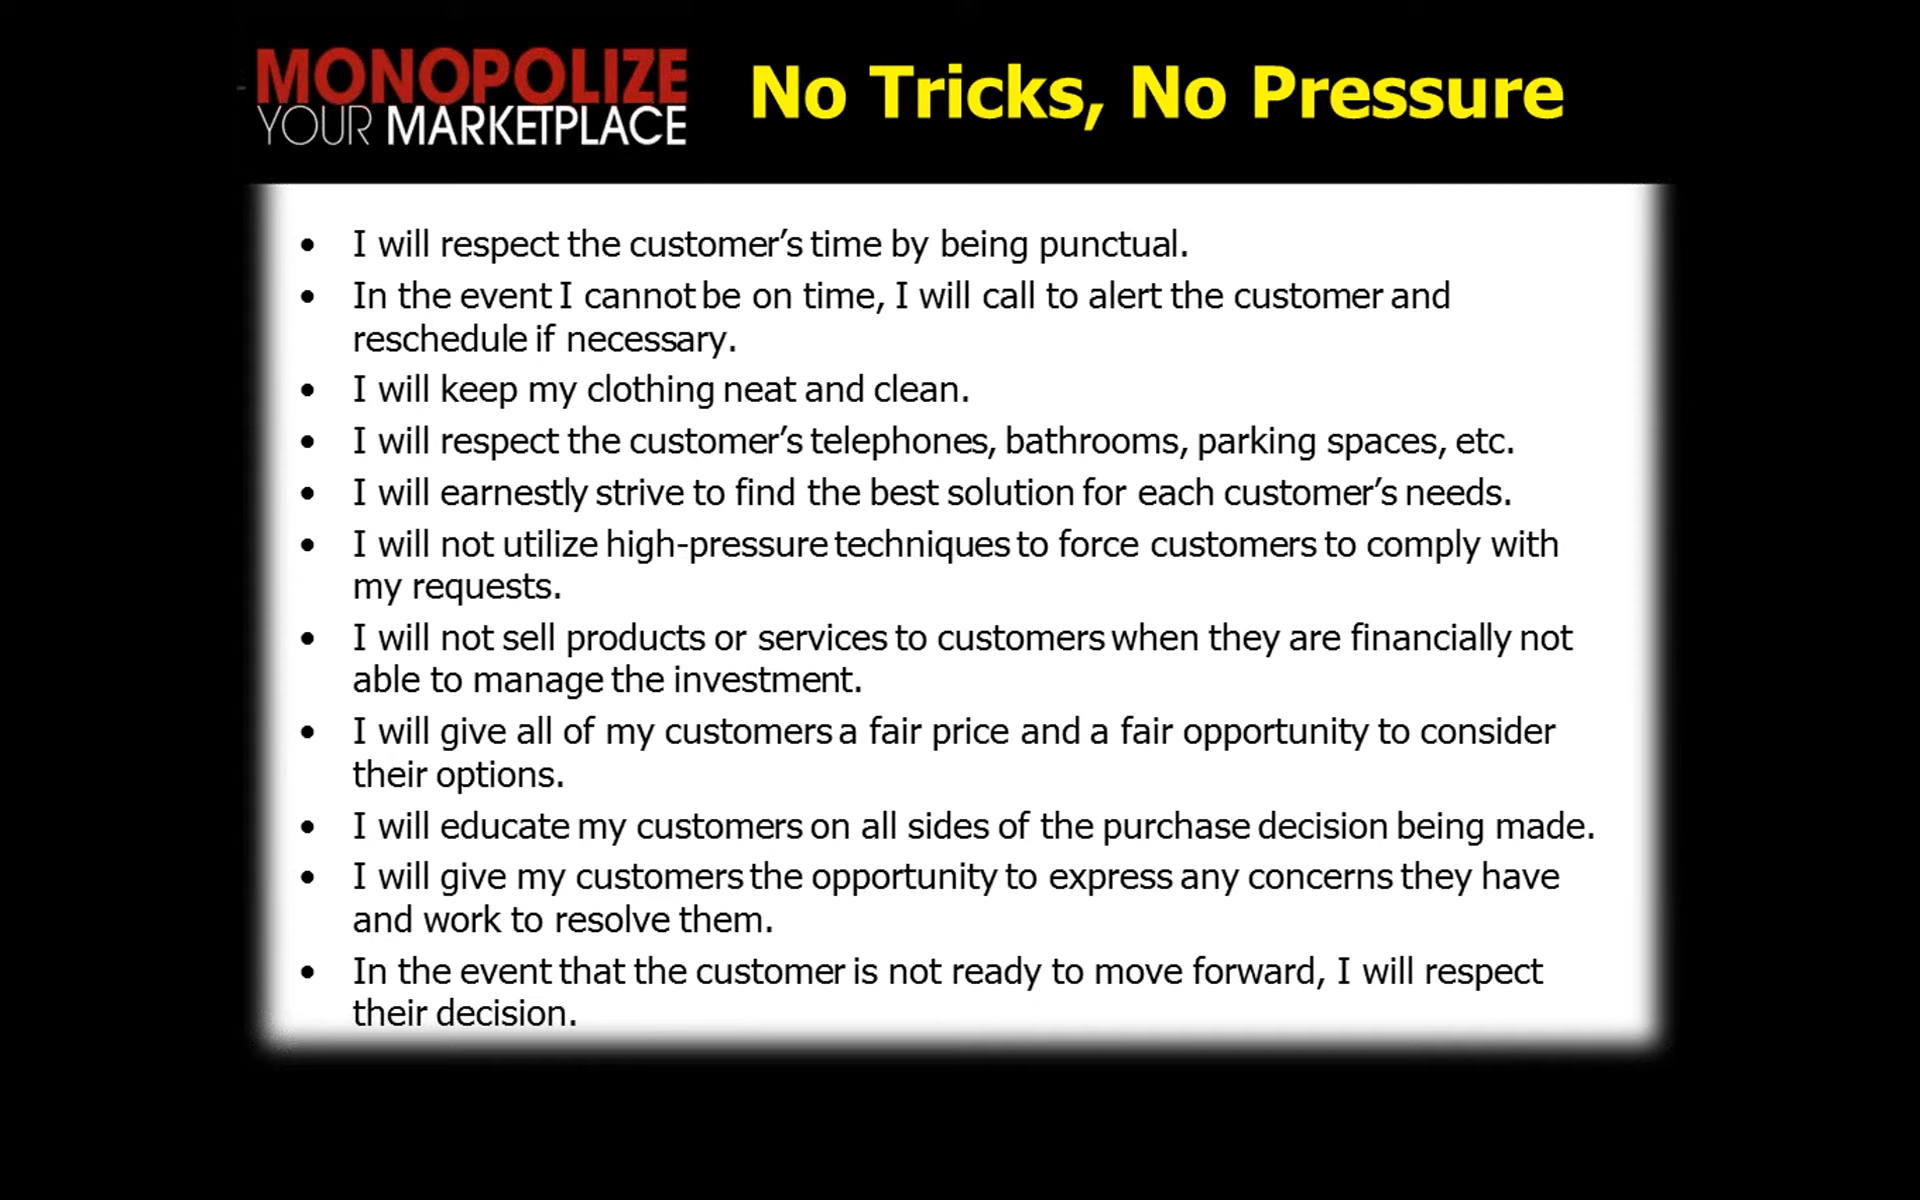 MONOPOLIZE
YOUR MARKETPLACE
No Tricks, No Pressure
• I will respect the customer’s time by being punctual.
• In the event I cannot be on time, I will call to alert the customer and
reschedule if necessary.
• I will keep my clothing neat and clean.
• I will respect the customer’s telephones, bathrooms, parking spaces, etc.
• I will earnestly strive to find the best solution for each customer’s needs.
• I will not utilize high-pressure techniques to force customers to comply with
my requests.
• I will not sell products or services to customers when they are financially not
able to manage the investment.
• I will give all of my customers a fair price and a fair opportunity to consider
their options.
• I will educate my customers on all sides of the purchase decision being made.
• I will give my customers the opportunity to express any concerns they have
and work to resolve them.
• In the event that the customer is not ready to move forward, I will respect
their decision.